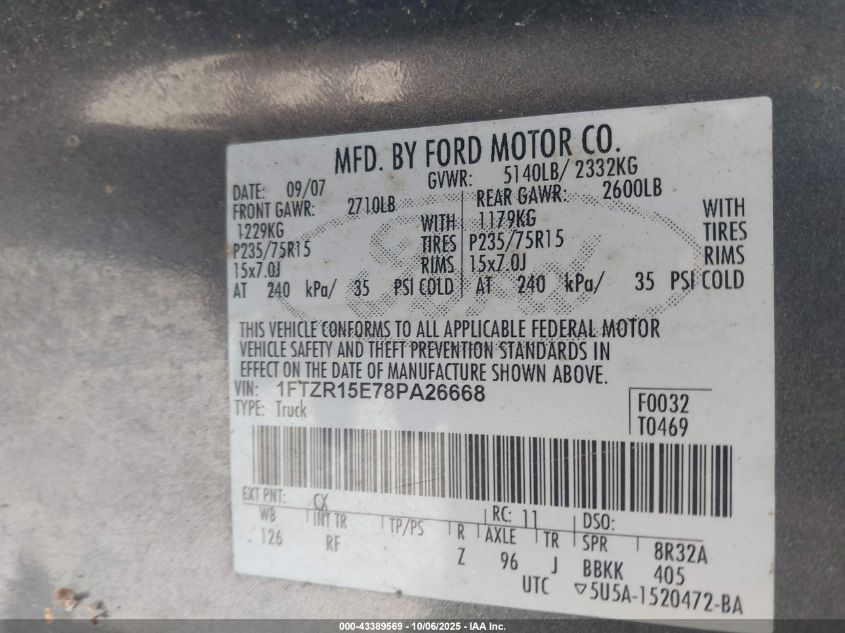 MFD. BY FORD MOTOR CO.
DATE: 09/07 GVWR: 5140LB/ 2332KG
FRONT GAWR: 2710LB REAR GAWR: 2600LB
1229KG WITH 1179KG WITH
P235/75R15 TIRES P235/75R15 TIRES
15x7.0J RIMS 15x7.0J RIMS
AT 240 kPa/ 35 PSI COLD AT 240 kPa/ 35 PSI COLD
THIS VEHICLE CONFORMS TO ALL APPLICABLE FEDERAL MOTOR
VEHICLE SAFETY AND THEFT PREVENTION STANDARDS IN
EFFECT ON THE DATE OF MANUFACTURE SHOWN ABOVE.
VIN: 1FTZR15E78PA26668 F0032
TYPE: Truck T0469
EXT PNT: CX RC: 11 DSO:
WB INT TR TP/PS R AXLE TR SPR 8R32A
126 RF Z 96 J BBKK 405
UTC ▽5U5A-1520472-BA
000-43389569 - 10/06/2025 - IAA Inc.